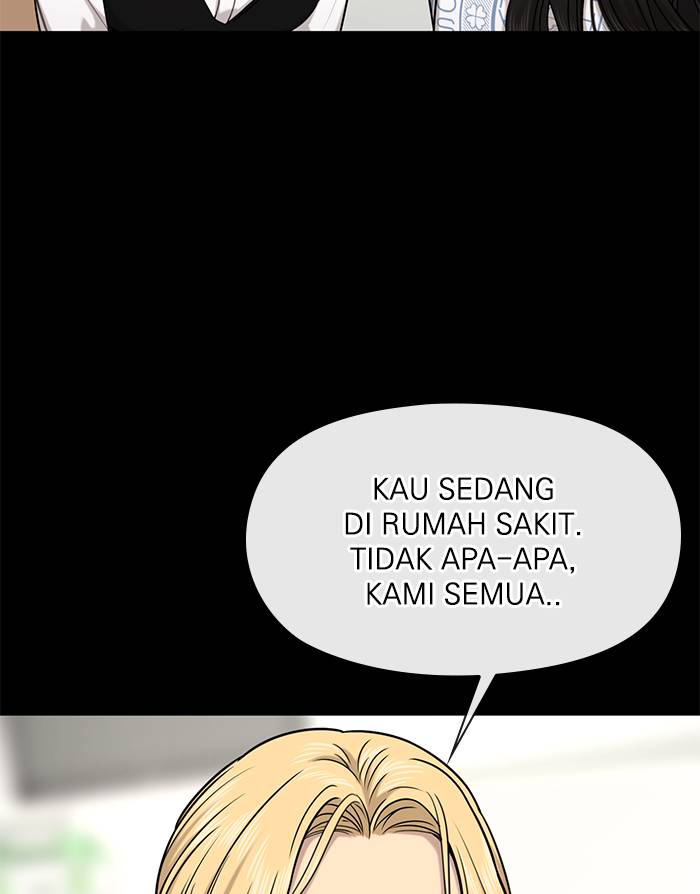 KAU SEDANG
DI RUMAH SAKIT.
TIDAK APA-APA,
KAMI SEMUA..